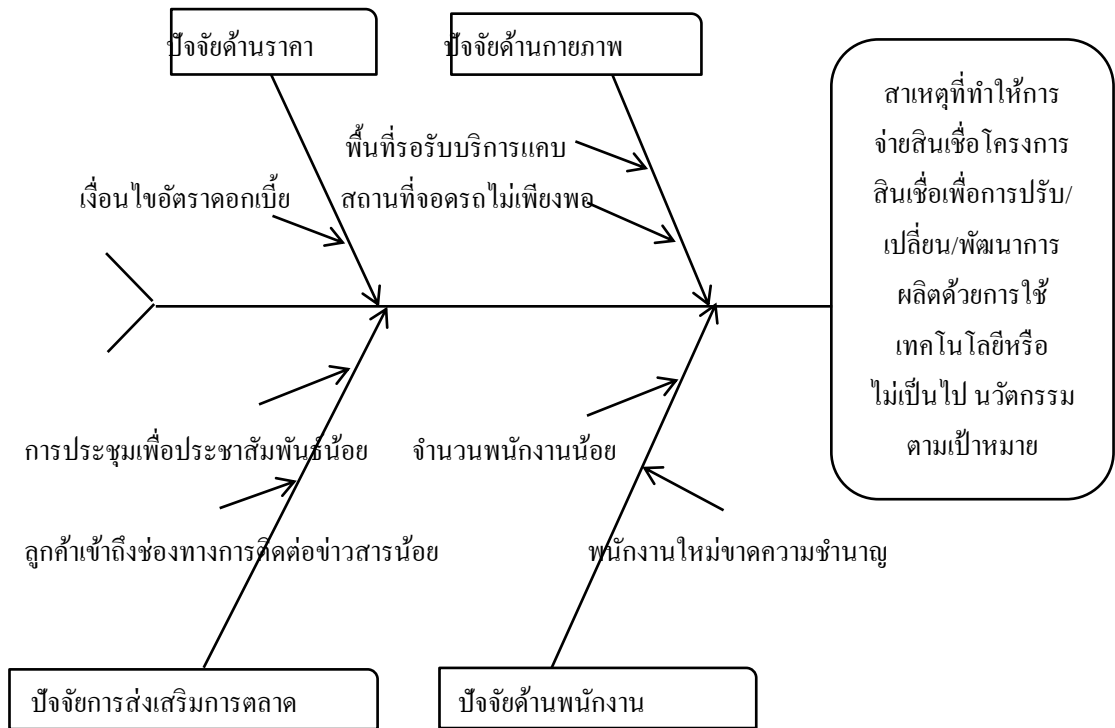 ปัจจัยด้านราคา
ปัจจัยด้านกายภาพ
พื้นที่รอรับบริการแคบ
เงื่อนไขอัตราดอกเบี้ย
สถานที่จอดรถไม่เพียงพอ
สาเหตุที่ทำให้การ
จ่ายสินเชื่อโครงการ
สินเชื่อเพื่อการปรับ/
เปลี่ยน/พัฒนาการ
ผลิตด้วยการใช้
เทคโนโลยีหรือ
ไม่เป็นไป นวัตกรรม
ตามเป้าหมาย
การประชุมเพื่อประชาสัมพันธ์น้อย
จำนวนพนักงานน้อย
ลูกค้าเข้าถึงช่องทางการติดต่อข่าวสารน้อย
พนักงานใหม่ขาดความชำนาญ
ปัจจัยการส่งเสริมการตลาด
ปัจจัยด้านพนักงาน